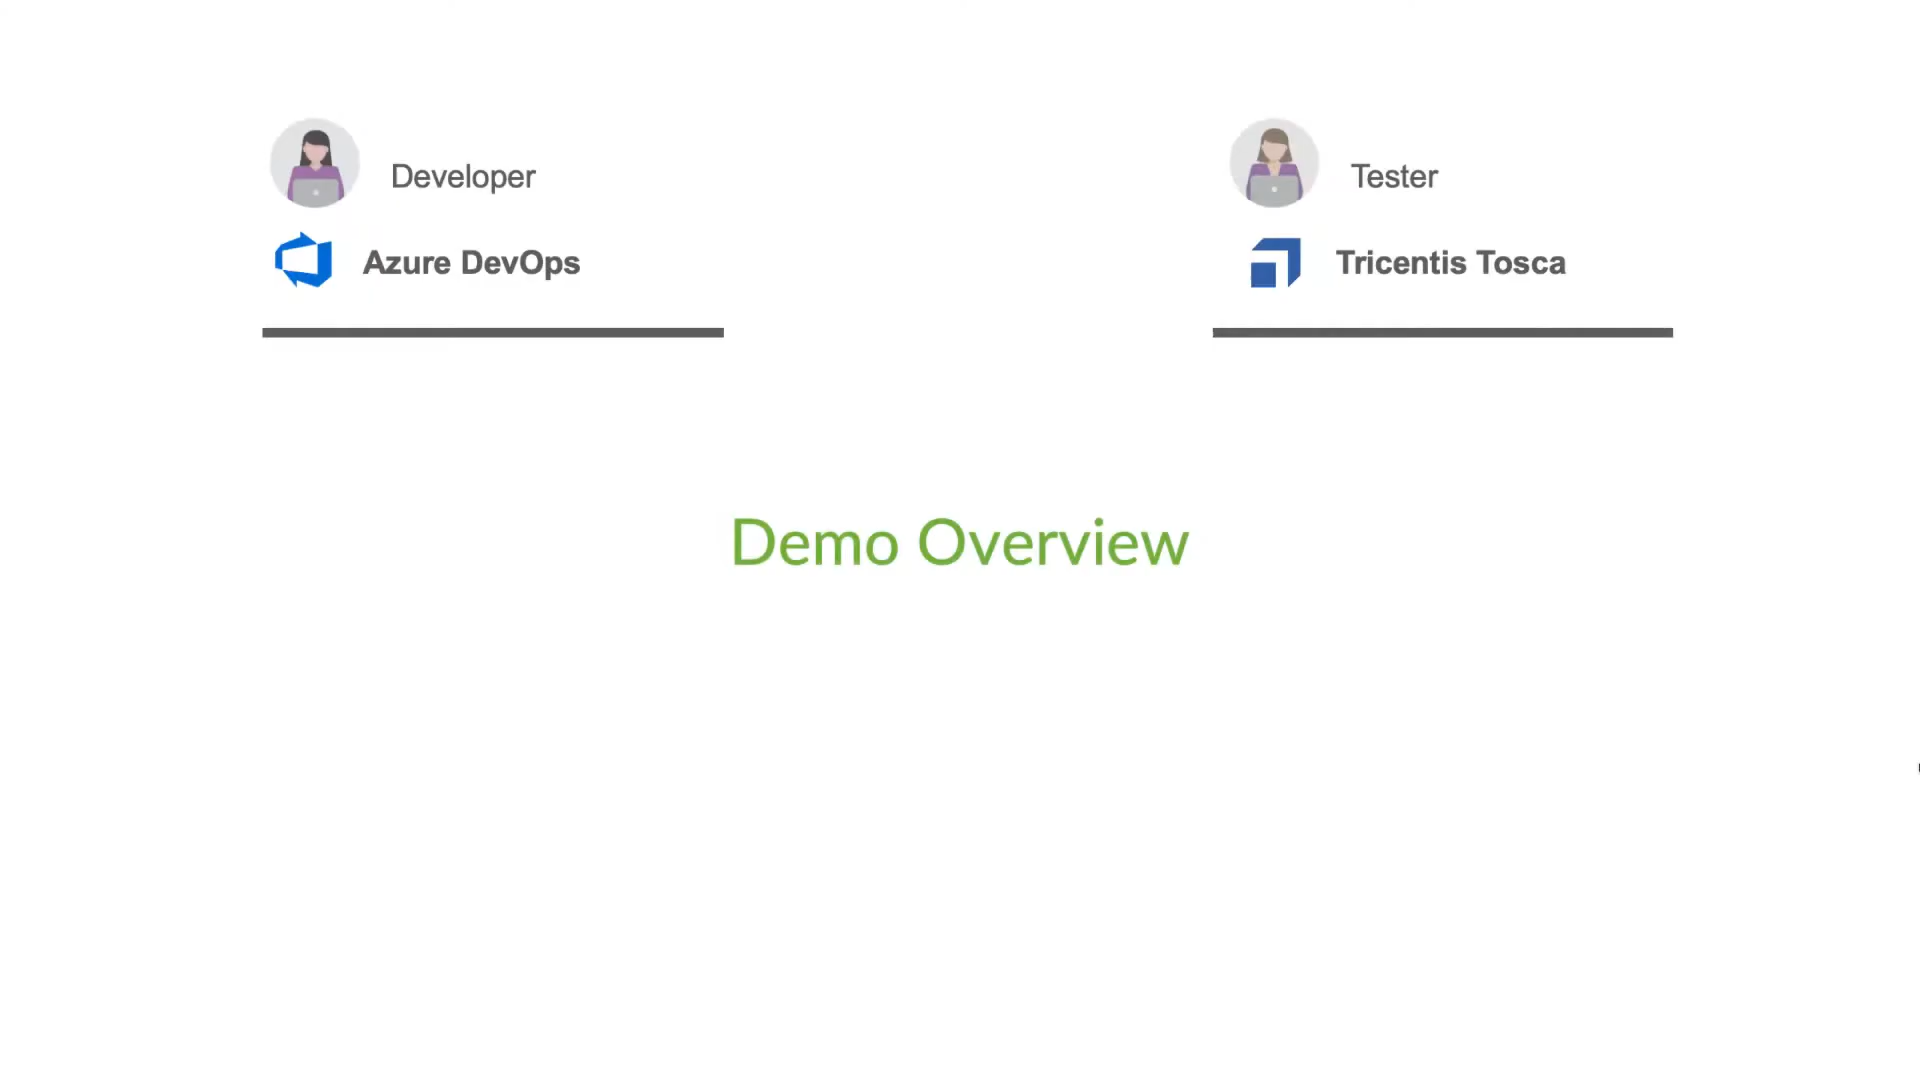 Developer
Azure DevOps
Tester
Tricentis Tosca
Demo Overview